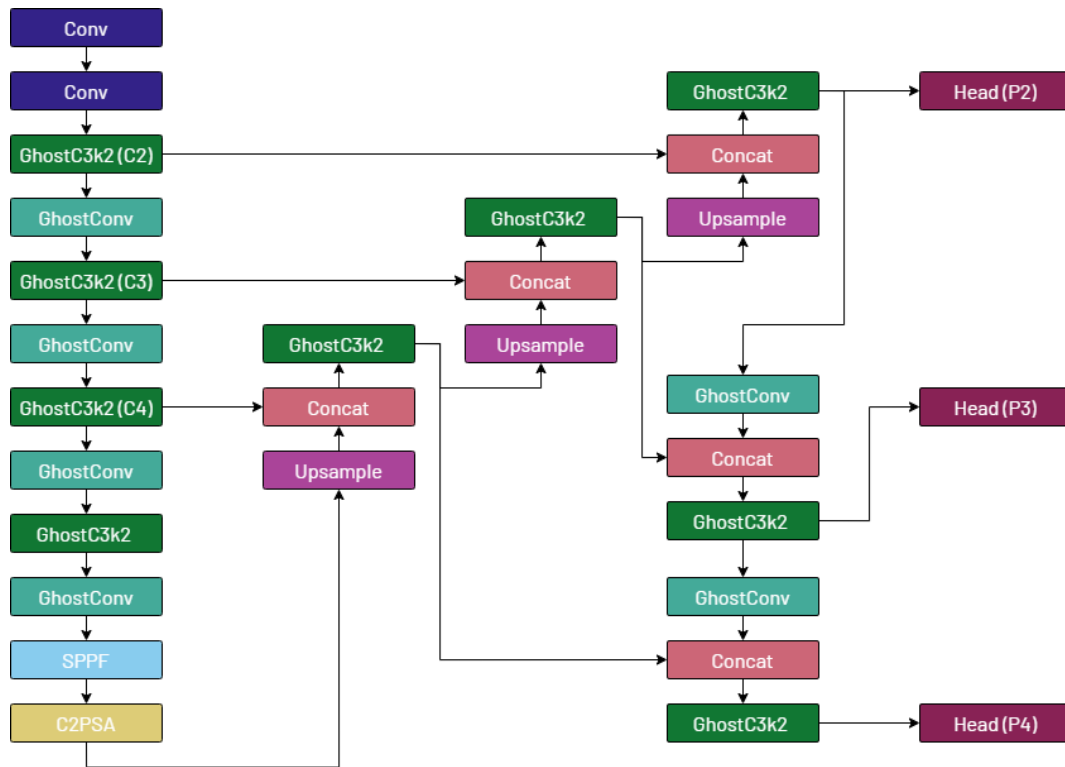 Conv
Conv
GhostC3k2 (C2)
GhostConv
GhostC3k2 (C3)
GhostConv
GhostC3k2 (C4)
GhostConv
GhostC3k2
GhostConv
SPPF
C2PSA
GhostC3k2
Concat
Upsample
GhostC3k2
Concat
Upsample
GhostC3k2
Concat
Upsample
GhostConv
Concat
GhostC3k2
GhostConv
Concat
GhostC3k2
Head (P2)
Head (P3)
Head (P4)